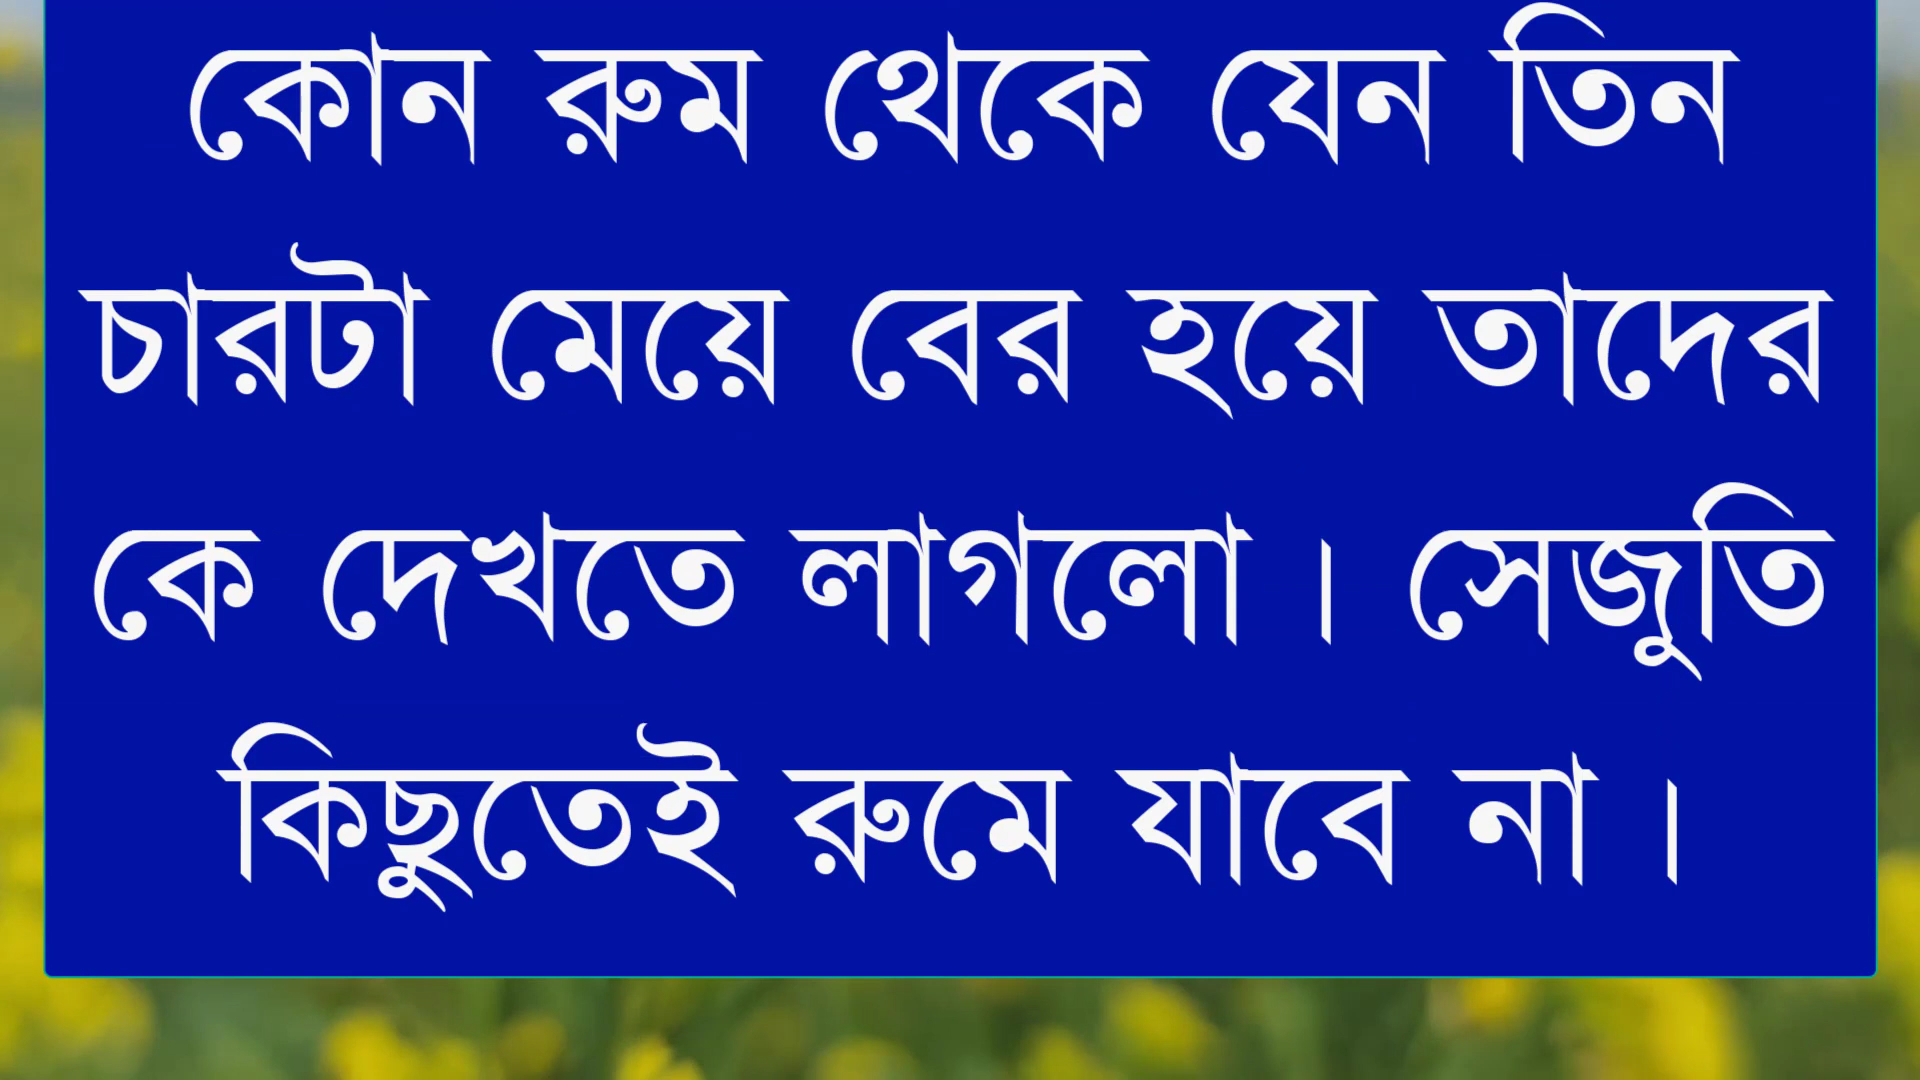 কোন রুম থেকে যেন তিন
চারটা মেয়ে বের হয়ে তাদের
কে দেখতে লাগলো । সেজুতি
কিছুতেই রুমে যাবে না ।